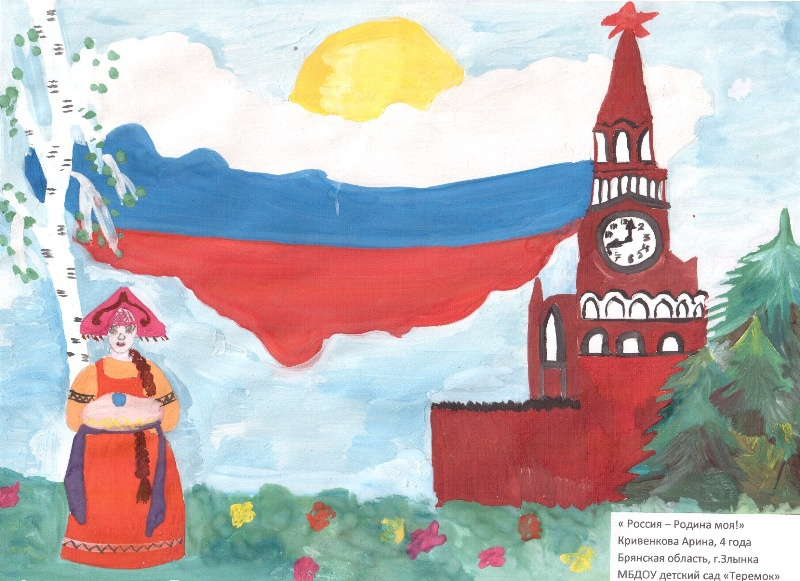 « Россия – Родина моя!»
Кривенкова Арина, 4 года
Брянская область, г.Злынка
МБДОУ детский сад «Теремок»